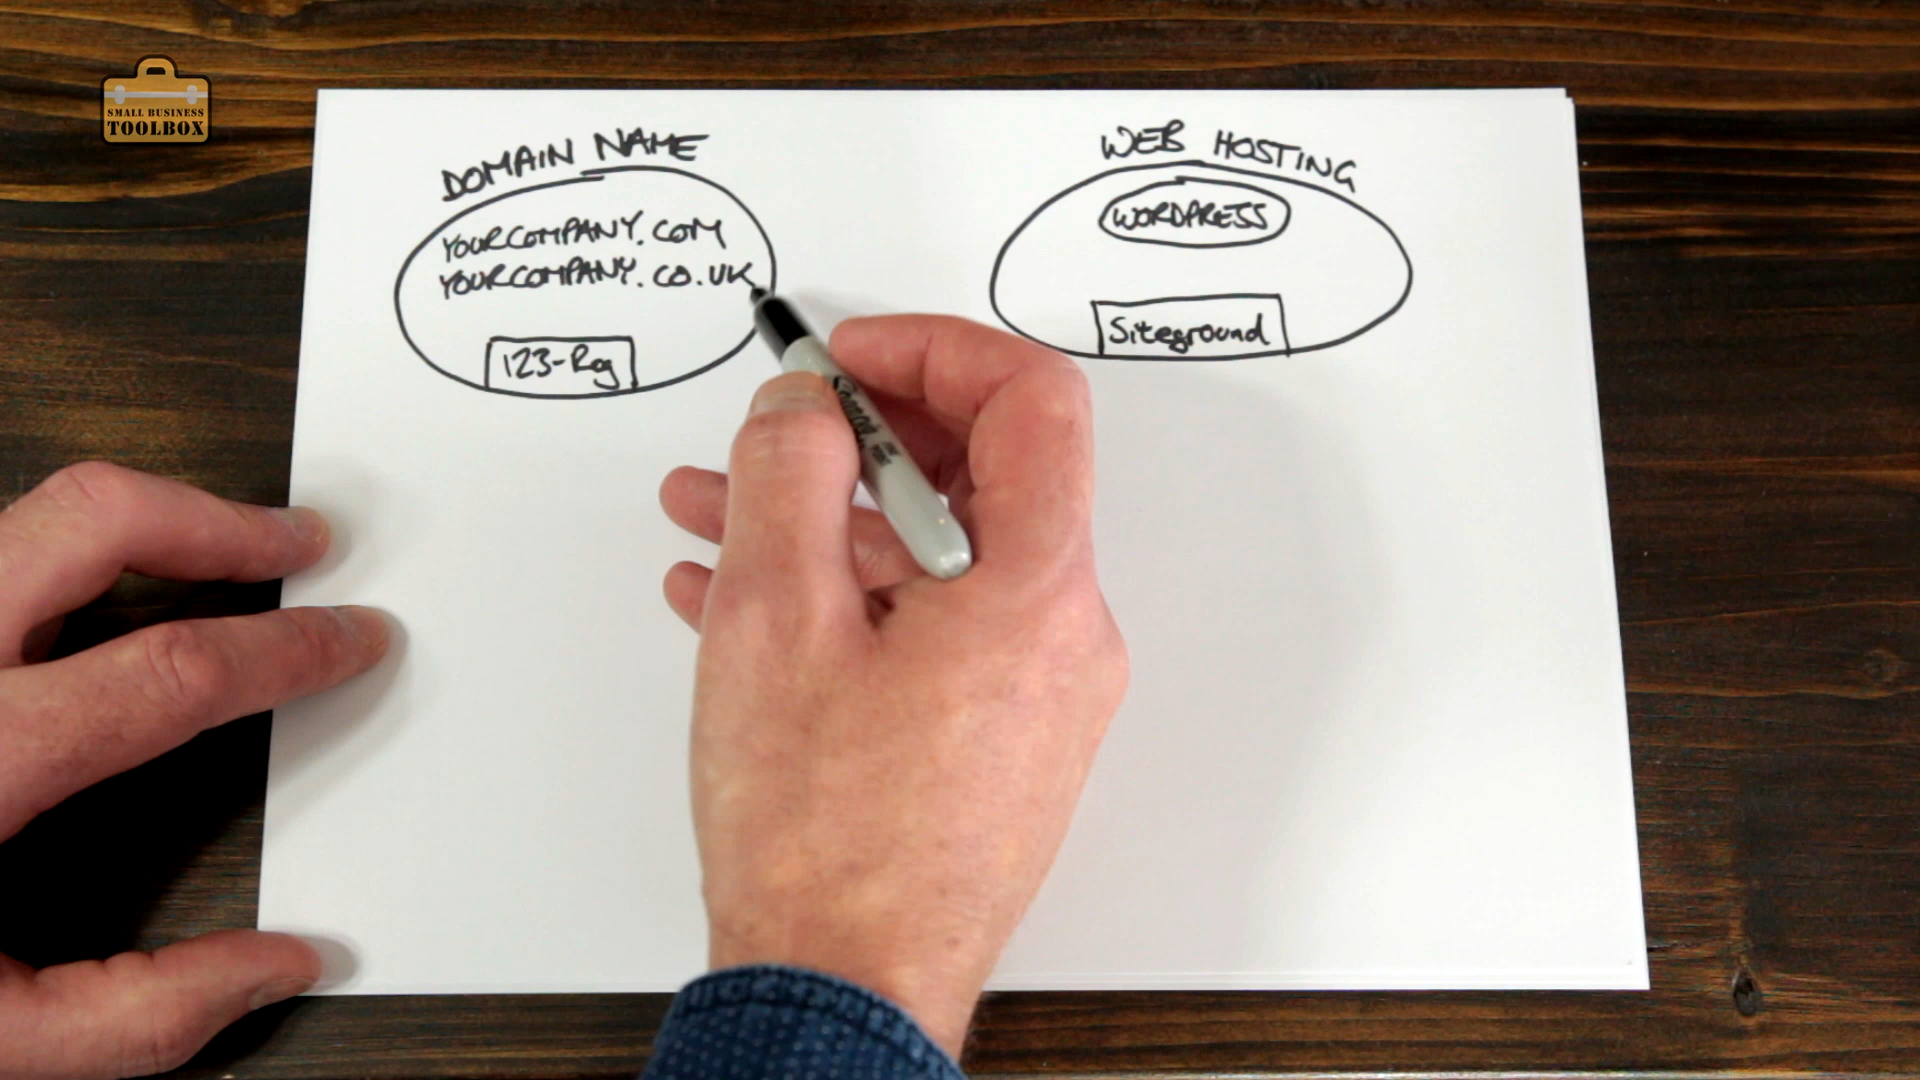 SMALL BUSINESS
TOOLBOX
DOMAIN NAME
YOURCOMPANY.COM
YOURCOMPANY.CO.UK
123-Reg
WEB HOSTING
WORDPRESS
Siteground